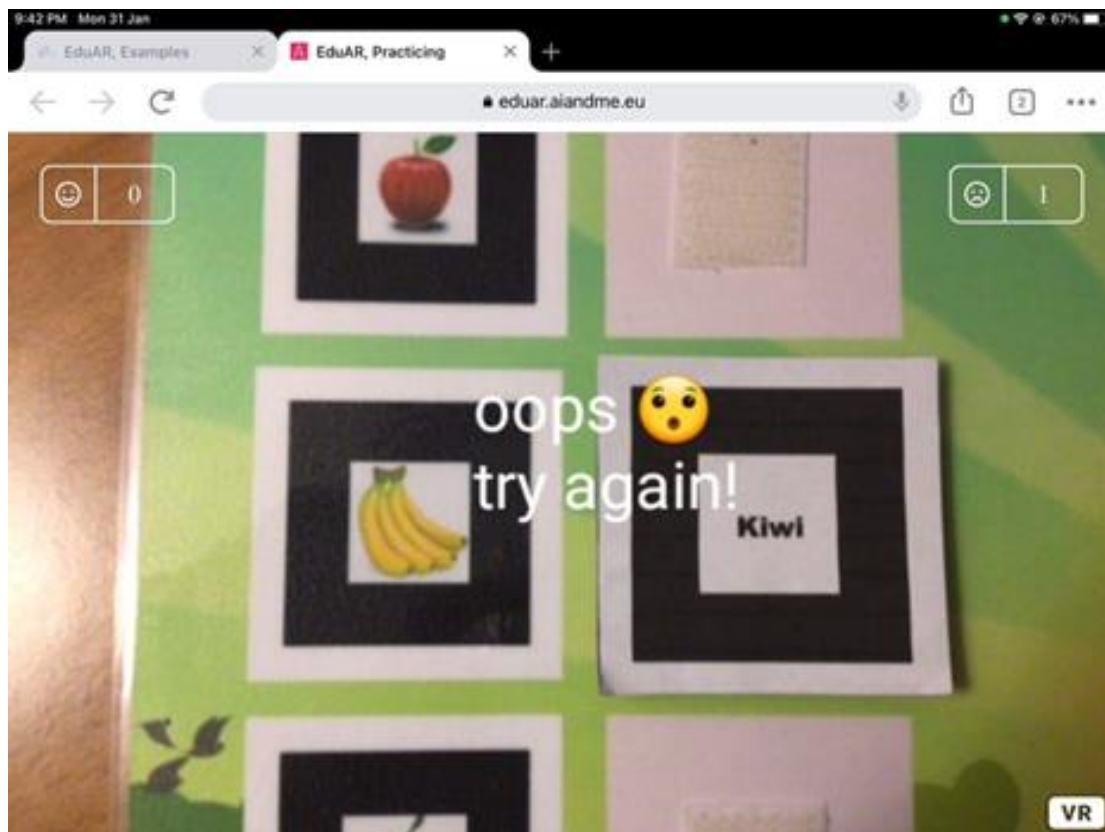 9:42 PM Mon 31 Jan
67%
EduAR, Examples
EduAR, Practicing
eduar.aiandme.eu
2
0
1
oops 😯
try again!
Kiwi
VR